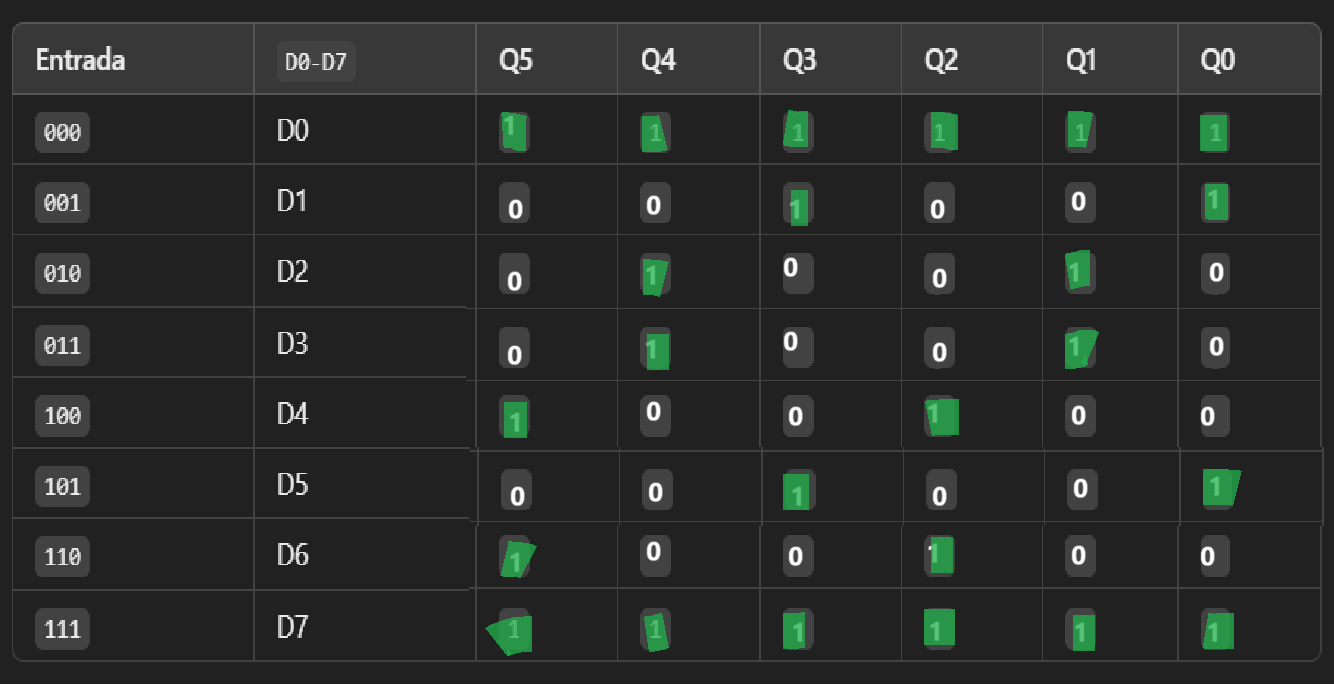 Entrada D0-D7 Q5 Q4 Q3 Q2 Q1 Q0
000 D0 1 1 1 1 1 1
001 D1 0 0 1 0 0 1
010 D2 0 1 0 0 1 0
011 D3 0 1 0 0 1 0
100 D4 1 0 0 1 0 0
101 D5 0 0 1 0 0 1
110 D6 1 0 0 1 0 0
111 D7 1 1 1 1 1 1